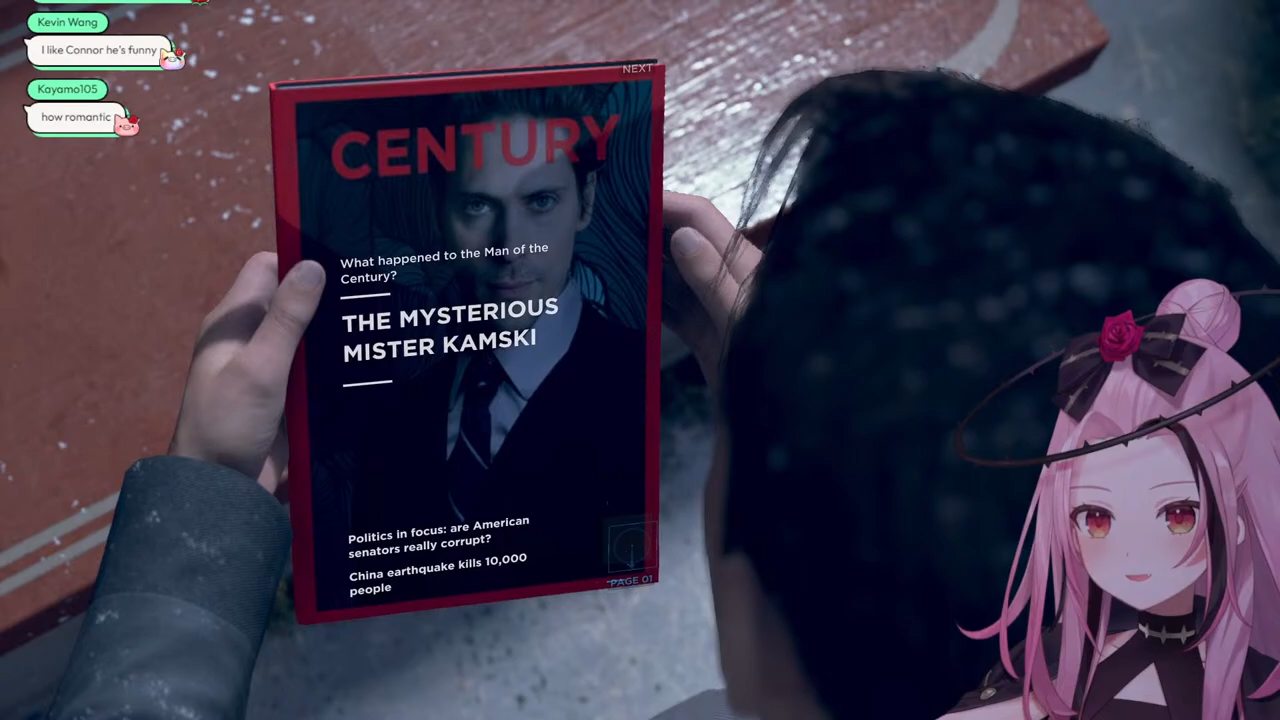 Kevin Wang
I like Connor he's funny
Kayamo105
how romantic
NEXT
CENTURY
What happened to the Man of the
Century?
THE MYSTERIOUS
MISTER KAMSKI
Politics in focus: are American
senators really corrupt?
China earthquake kills 10,000
people
PAGE 01